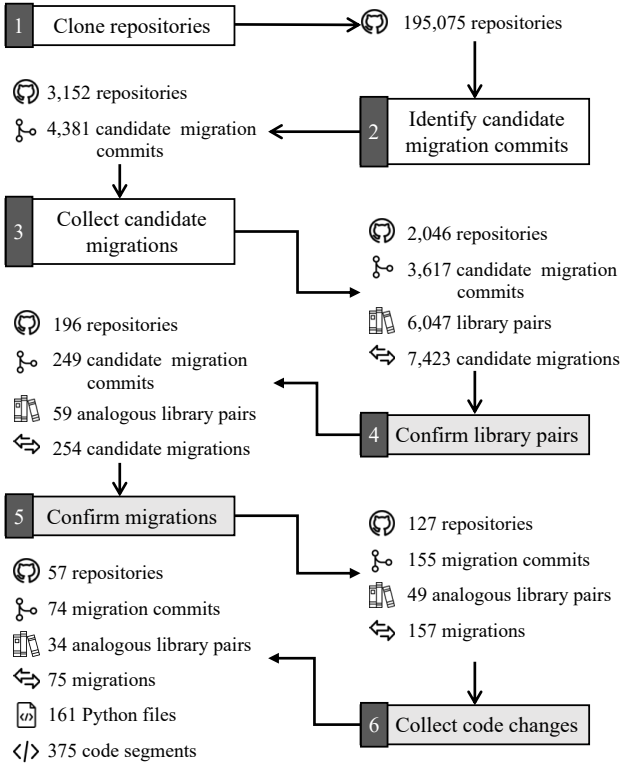 1
Clone repositories
195,075 repositories
2
Identify candidate
migration commits
3,152 repositories
4,381 candidate migration
commits
3
Collect candidate
migrations
2,046 repositories
3,617 candidate migration
commits
6,047 library pairs
7,423 candidate migrations
4
Confirm library pairs
196 repositories
249 candidate migration
commits
59 analogous library pairs
254 candidate migrations
5
Confirm migrations
127 repositories
155 migration commits
49 analogous library pairs
157 migrations
6
Collect code changes
57 repositories
74 migration commits
34 analogous library pairs
75 migrations
161 Python files
375 code segments